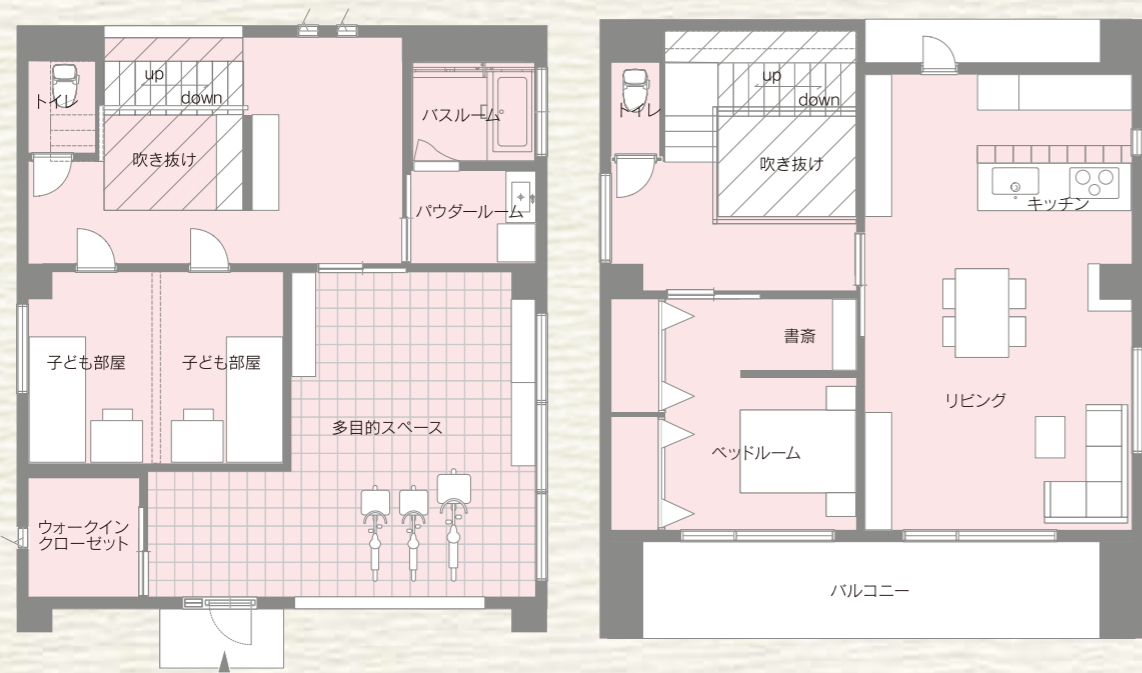 up
down
トイレ
吹き抜け
バスルーム
パウダールーム
子ども部屋
子ども部屋
多目的スペース
ウォークイン
クローゼット
up
down
トイレ
吹き抜け
キッチン
書斎
リビング
ベッドルーム
バルコニー